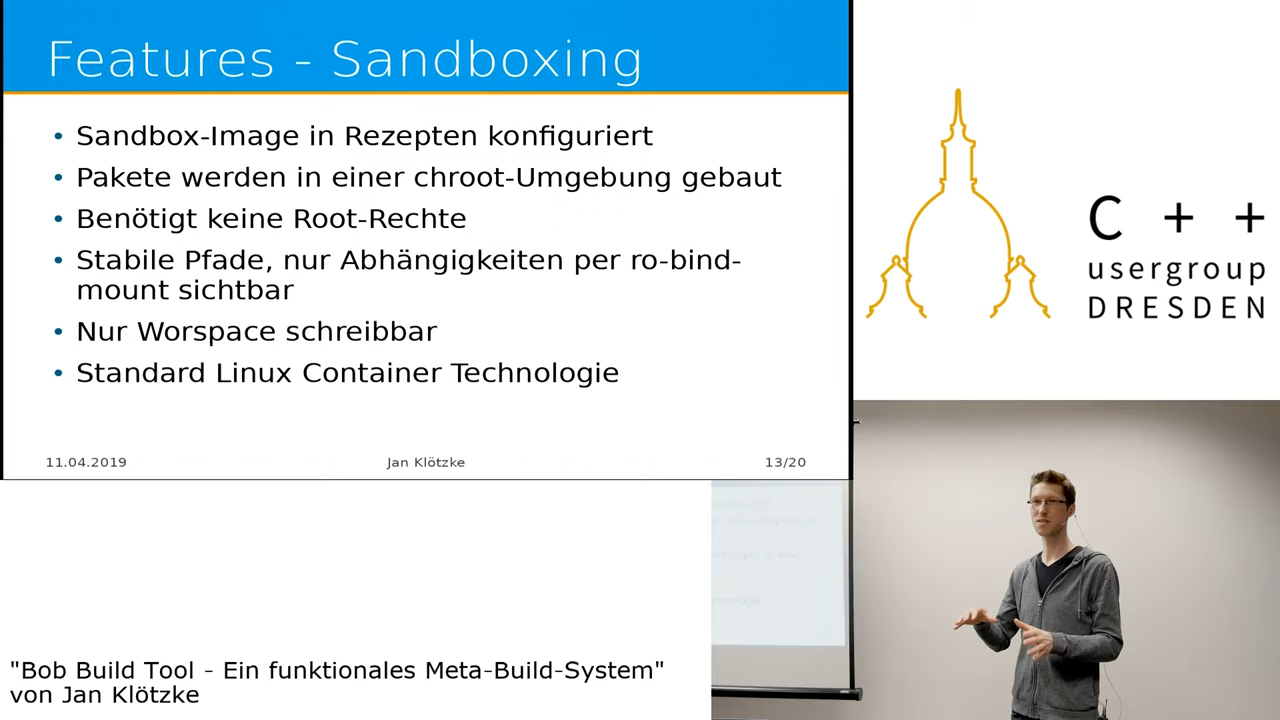 Features - Sandboxing
• Sandbox-Image in Rezepten konfiguriert
• Pakete werden in einer chroot-Umgebung gebaut
• Benötigt keine Root-Rechte
• Stabile Pfade, nur Abhängigkeiten per ro-bind-
mount sichtbar
• Nur Worspace schreibbar
• Standard Linux Container Technologie
11.04.2019
Jan Klötzke
13/20
C + +
usergroup
DRESDEN
"Bob Build Tool - Ein funktionales Meta-Build-System"
von Jan Klötzke